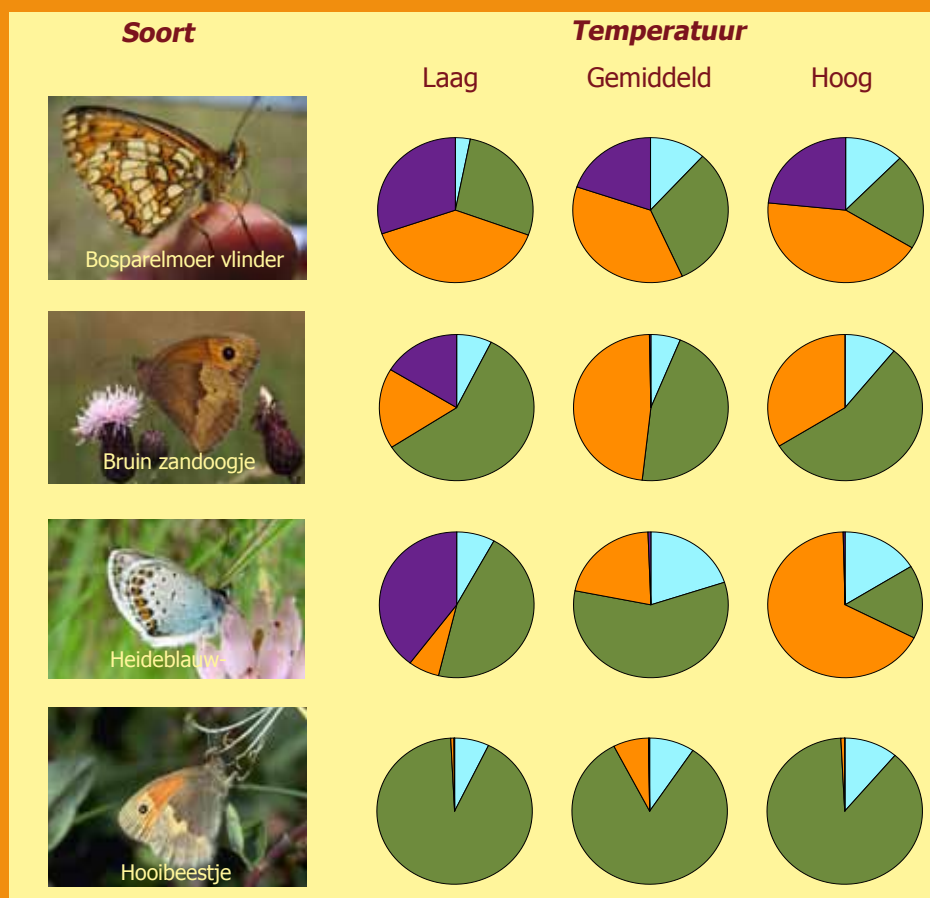 Soort
Temperatuur
Laag
Gemiddeld
Hoog
Bosparelmoer vlinder
Bruin zandoogje
Heideblauw-
Hooibeestje